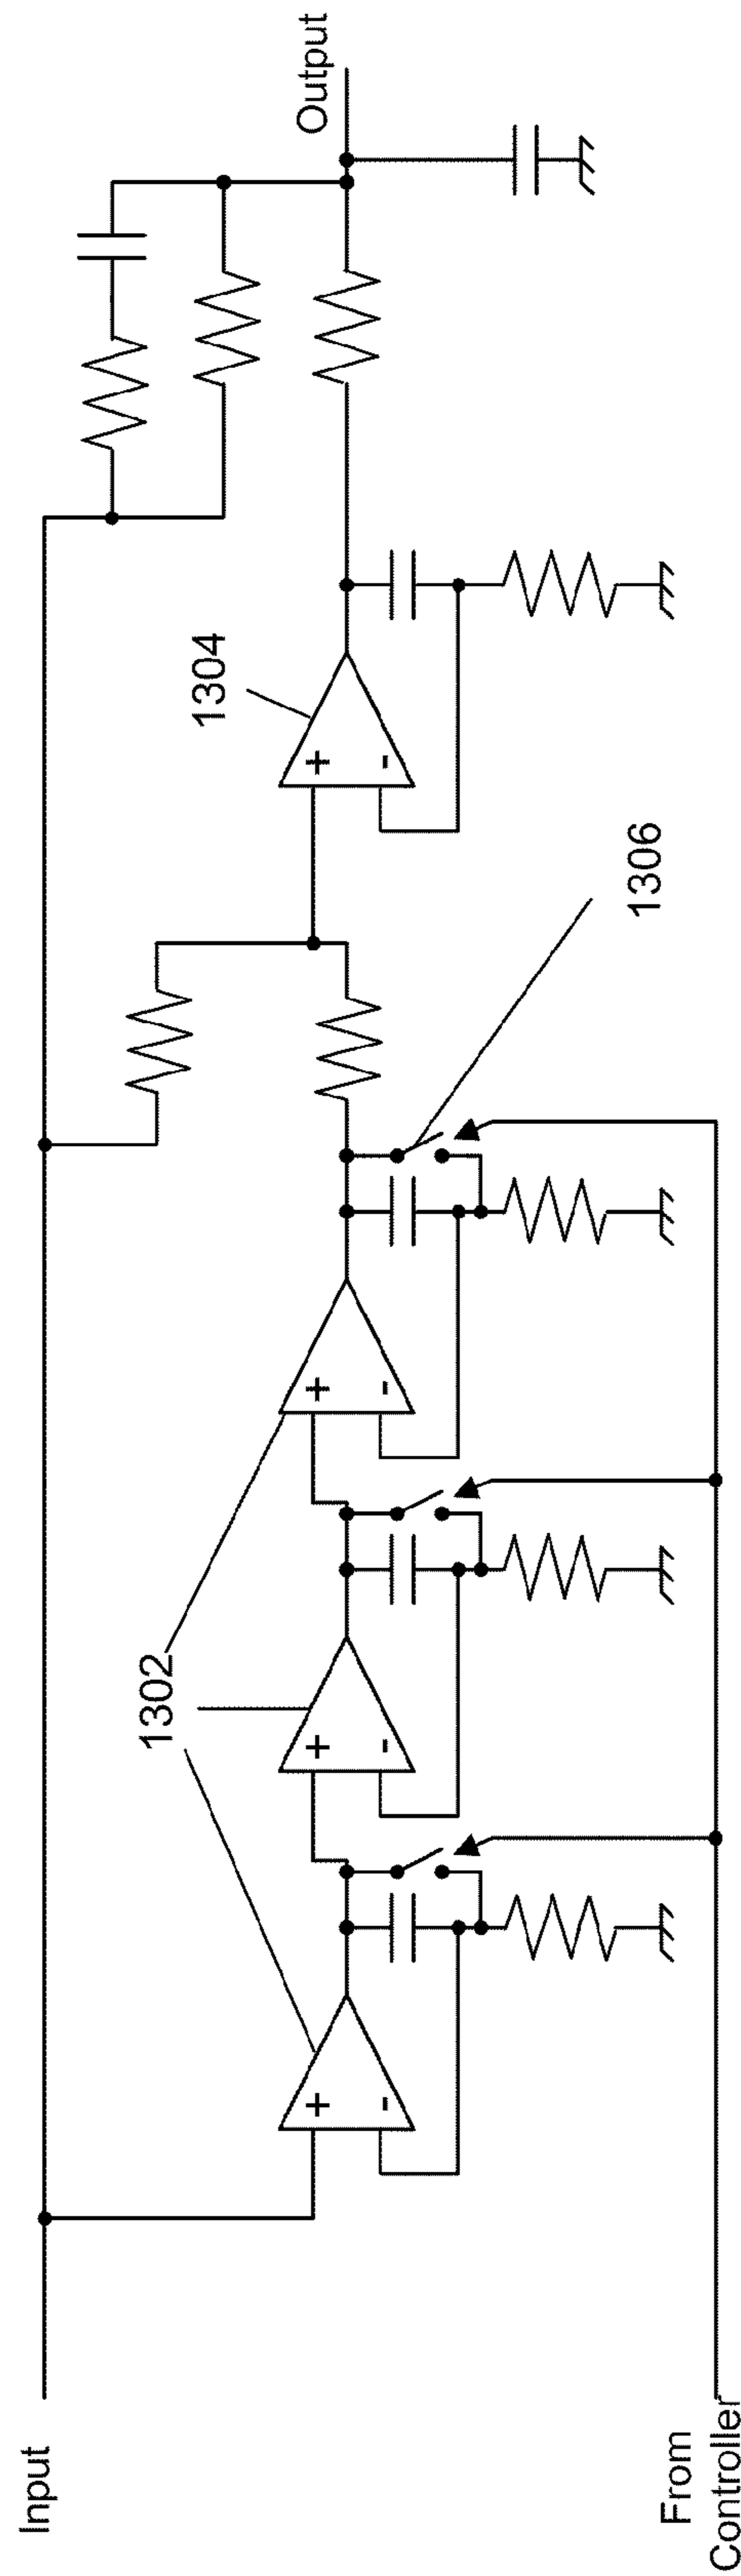 Input
1302
1304
1306
Output
From
Controller
+
-
+
-
+
-
+
-